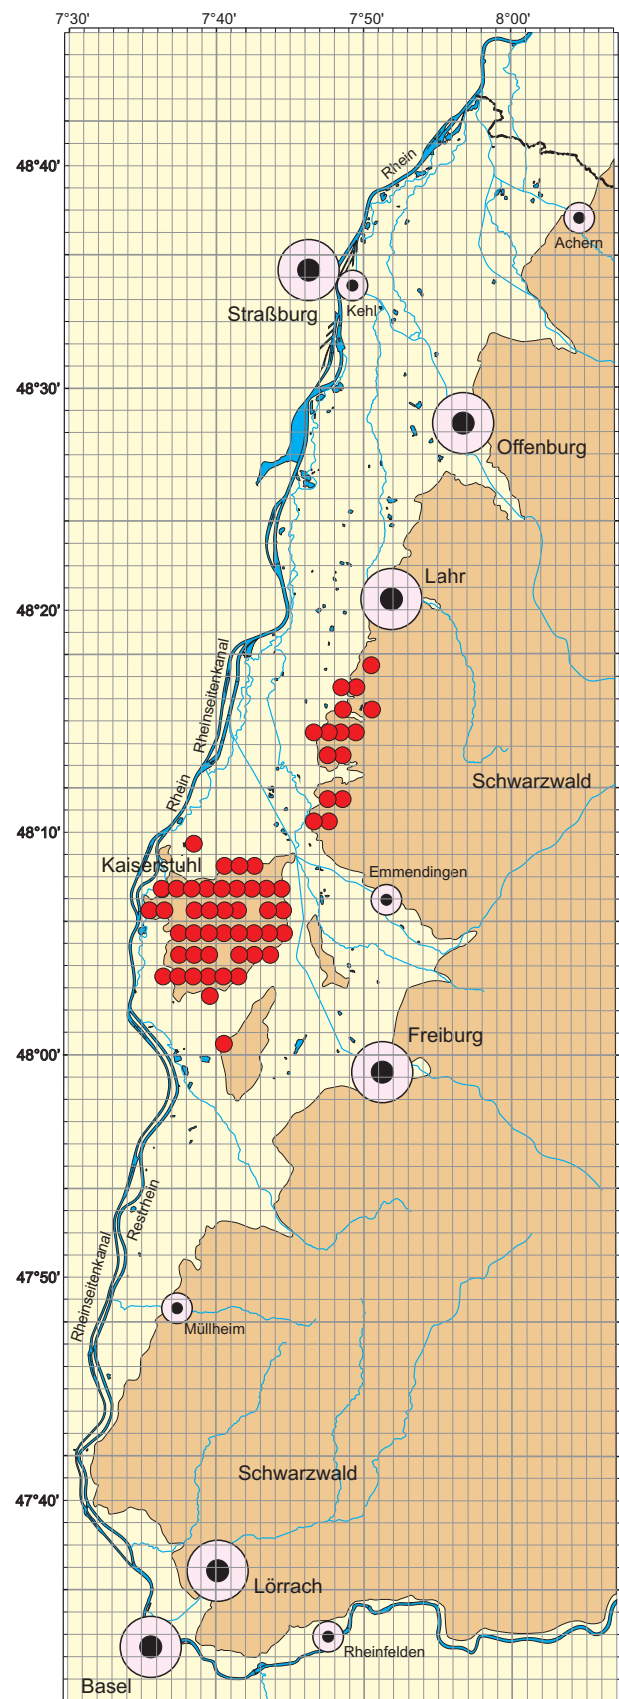 7°30' 7°40' 7°50' 8°00'
Rhein
48°40'
Achern
Straßburg
Kehl
48°30'
Offenburg
Lahr
48°20'
Rheinseitenkanal
Schwarzwald
Rhein
48°10'
Kaiserstuhl
Emmendingen
Freiburg
48°00'
Restrhein
Rheinseitenkanal
47°50'
Müllheim
Schwarzwald
47°40'
Lörrach
Rheinfelden
Basel